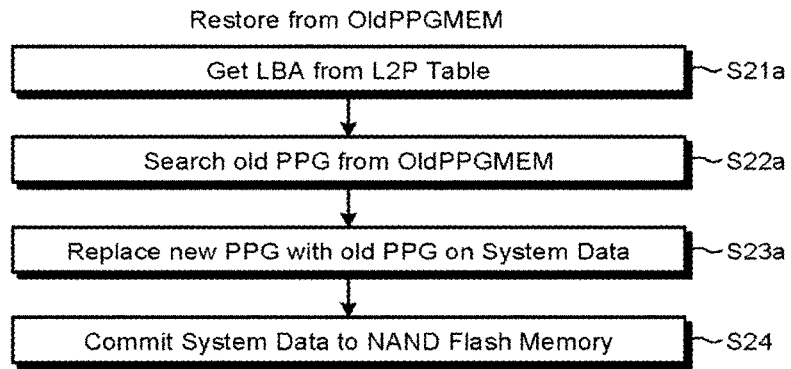 Restore from OldPPGMEM
Get LBA from L2P Table
S21a
Search old PPG from OldPPGMEM
S22a
Replace new PPG with old PPG on System Data
S23a
Commit System Data to NAND Flash Memory
S24